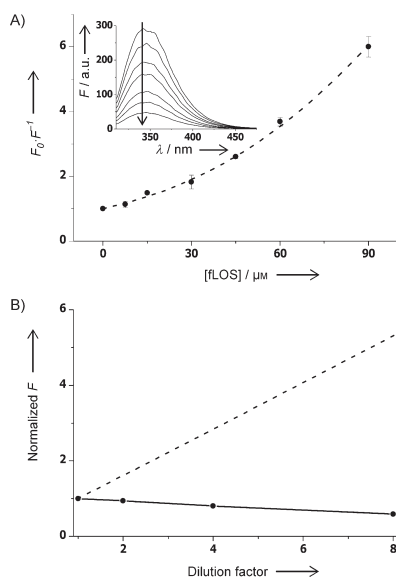 A)
F₀·F⁻¹ →
6
4
2
0
F / a.u. →
300
250
200
150
100
50
0
350 400 450
λ / nm →
0 30 60 90
[fLOS] / µM →
B)
Normalized F →
6
4
2
0
2 4 6 8
Dilution factor →